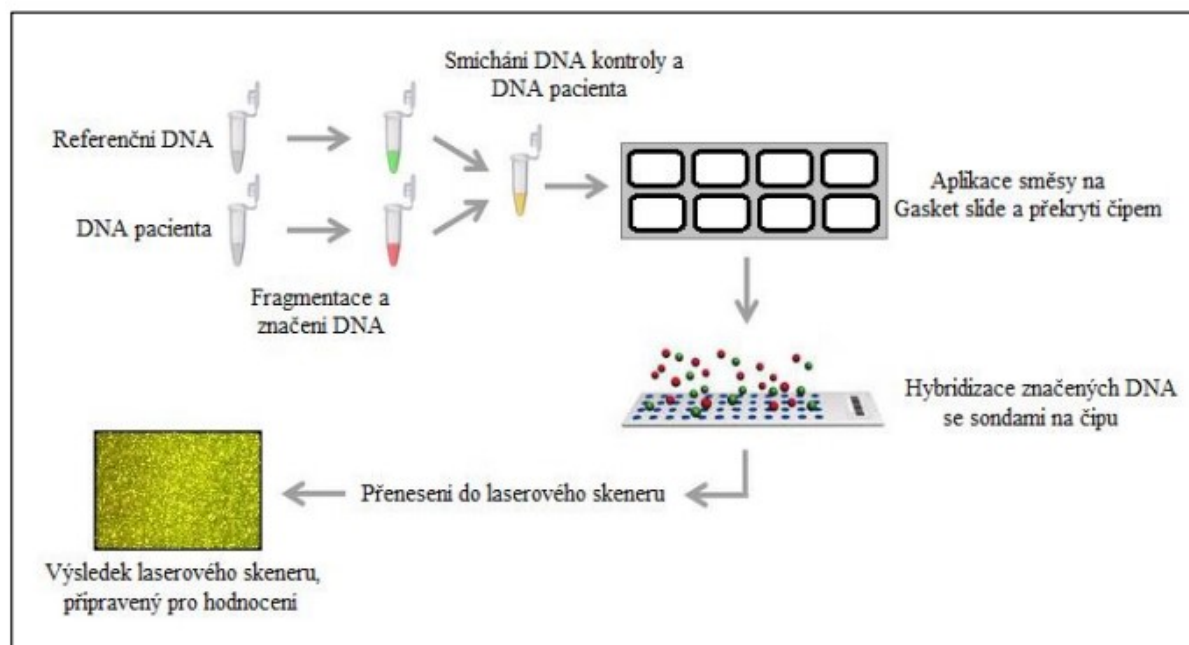 Smíchání DNA kontroly a
DNA pacienta
Referenční DNA
DNA pacienta
Fragmentace a
značení DNA
Aplikace směsy na
Gasket slide a překrytí čipem
Hybridizace značených DNA
se sondami na čipu
Přenesení do laserového skeneru
Výsledek laserového skeneru,
připravený pro hodnocení